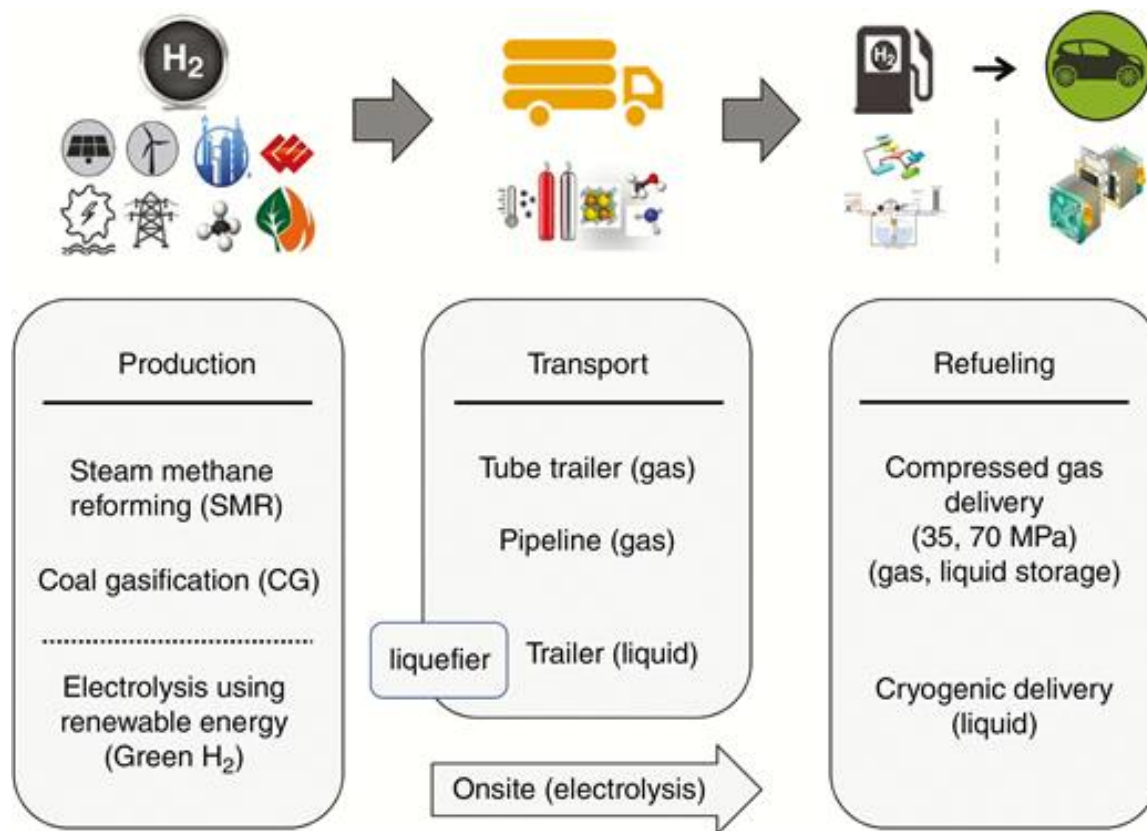 H₂
H₂
Production
Steam methane
reforming (SMR)
Coal gasification (CG)
Electrolysis using
renewable energy
(Green H₂)
Transport
Tube trailer (gas)
Pipeline (gas)
liquefier
Trailer (liquid)
Onsite (electrolysis)
Refueling
Compressed gas
delivery
(35, 70 MPa)
(gas, liquid storage)
Cryogenic delivery
(liquid)